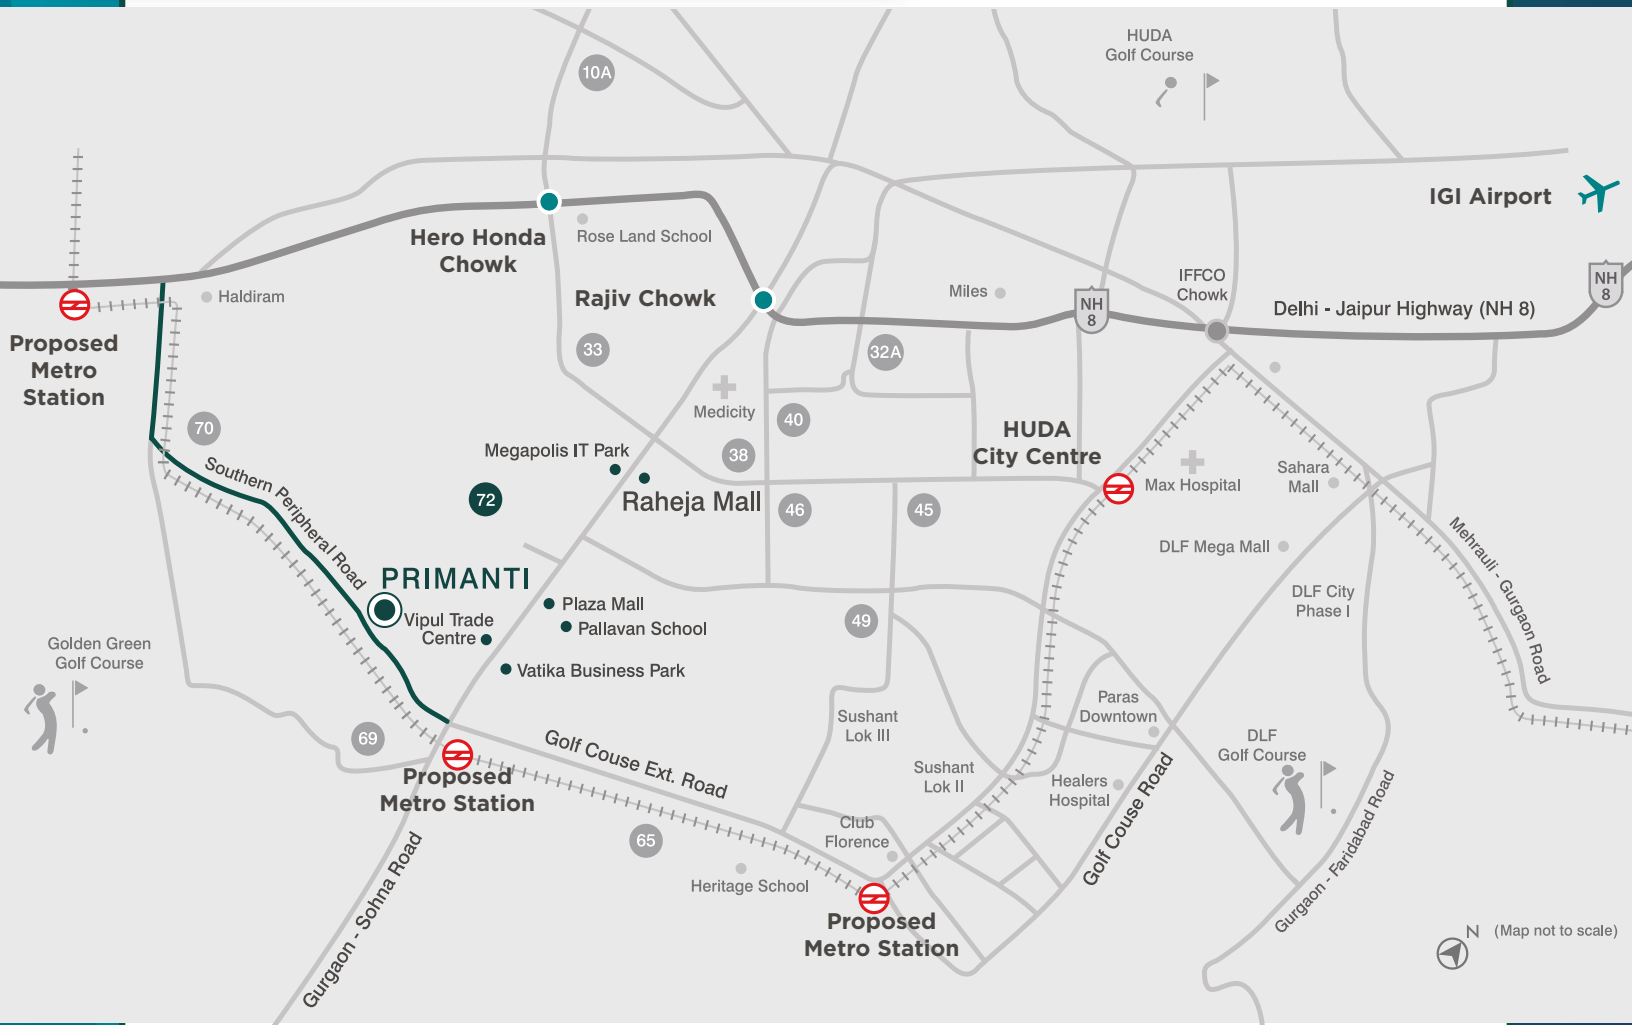 HUDA
Golf Course
10A
IGI Airport
Hero Honda
Chowk
Rose Land School
Rajiv Chowk
Haldiram
Miles
IFFCO
Chowk
NH
8
NH
8
Delhi - Jaipur Highway (NH 8)
Proposed
Metro
Station
33
32A
Medicity
40
38
70
HUDA
City Centre
Megapolis IT Park
Raheja Mall
72
46
45
Max Hospital
Sahara
Mall
DLF Mega Mall
DLF City
Phase I
Mehrauli - Gurgaon Road
Southern Peripheral Road
PRIMANTI
Vipul Trade
Centre
Plaza Mall
Pallavan School
Vatika Business Park
49
Golden Green
Golf Course
69
Proposed
Metro Station
Golf Couse Ext. Road
Sushant
Lok III
Sushant
Lok II
Paras
Downtown
Healers
Hospital
DLF
Golf Course
Golf Couse Road
Gurgaon - Faridabad Road
65
Club
Florence
Heritage School
Proposed
Metro Station
Gurgaon - Sohna Road
N
(Map not to scale)